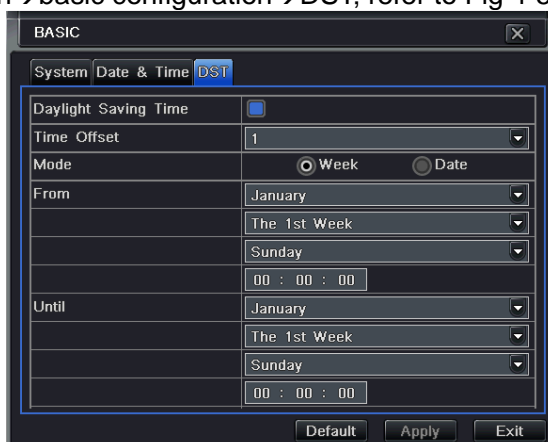 basic configuration→DST, refer to Fig
BASIC
System Date & Time DST
Daylight Saving Time
Time Offset 1
Mode Week Date
From January
The 1st Week
Sunday
00 : 00 : 00
Until January
The 1st Week
Sunday
00 : 00 : 00
Default Apply Exit